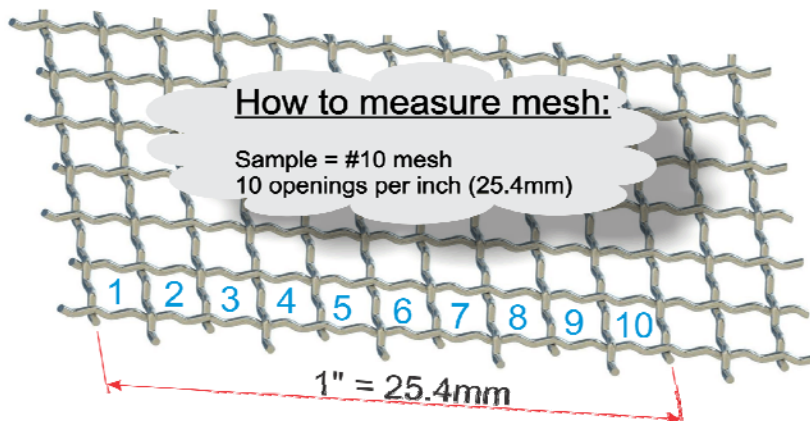 How to measure mesh:
Sample = #10 mesh
10 openings per inch (25.4mm)
1 2 3 4 5 6 7 8 9 10
1" = 25.4mm